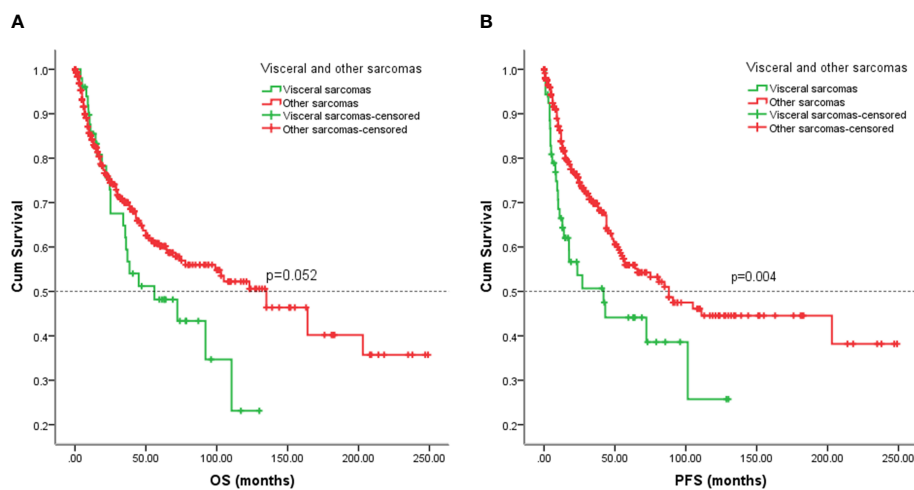 A
Visceral and other sarcomas
Visceral sarcomas
Other sarcomas
Visceral sarcomas-censored
Other sarcomas-censored
1.0
0.9
0.8
0.7
0.6
0.5
0.4
0.3
0.2
Cum Survival
p=0.052
.00
50.00
100.00
150.00
200.00
250.00
OS (months)
B
Visceral and other sarcomas
Visceral sarcomas
Other sarcomas
Visceral sarcomas-censored
Other sarcomas-censored
1.0
0.9
0.8
0.7
0.6
0.5
0.4
0.3
0.2
Cum Survival
p=0.004
.00
50.00
100.00
150.00
200.00
250.00
PFS (months)